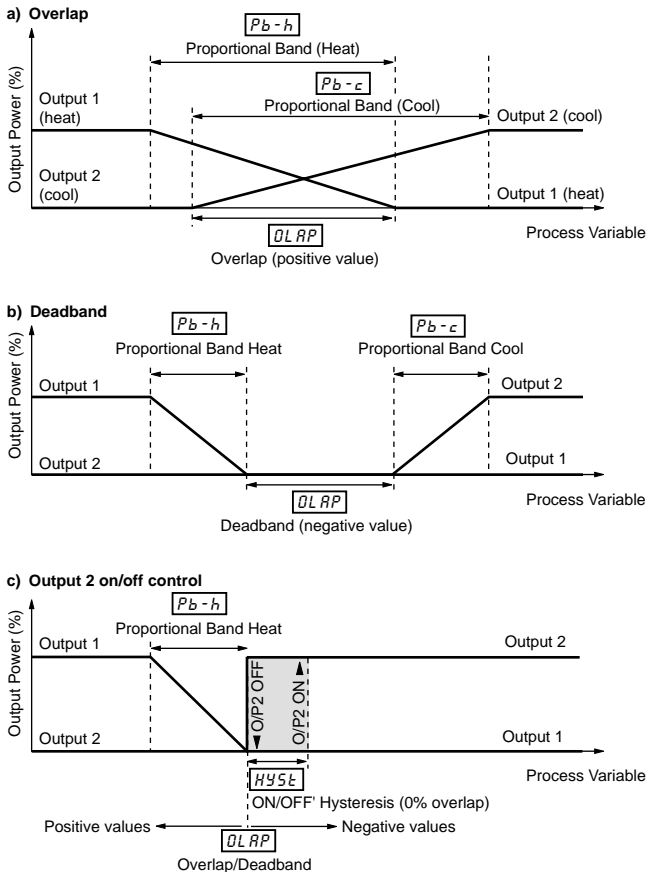 a) Overlap
Pb-h
Proportional Band (Heat)
Pb-c
Proportional Band (Cool)
Output Power (%)
Output 1
(heat)
Output 2 (cool)
Output 2
(cool)
Output 1 (heat)
Process Variable
OLAP
Overlap (positive value)
b) Deadband
Pb-h
Pb-c
Proportional Band Heat
Proportional Band Cool
Output Power (%)
Output 1
Output 2
Output 2
Output 1
Process Variable
OLAP
Deadband (negative value)
c) Output 2 on/off control
Pb-h
Proportional Band Heat
Output Power (%)
Output 1
Output 2
O/P2 OFF
O/P2 ON
Output 2
Output 1
Process Variable
HYSt
ON/OFF' Hysteresis (0% overlap)
Positive values
Negative values
OLAP
Overlap/Deadband